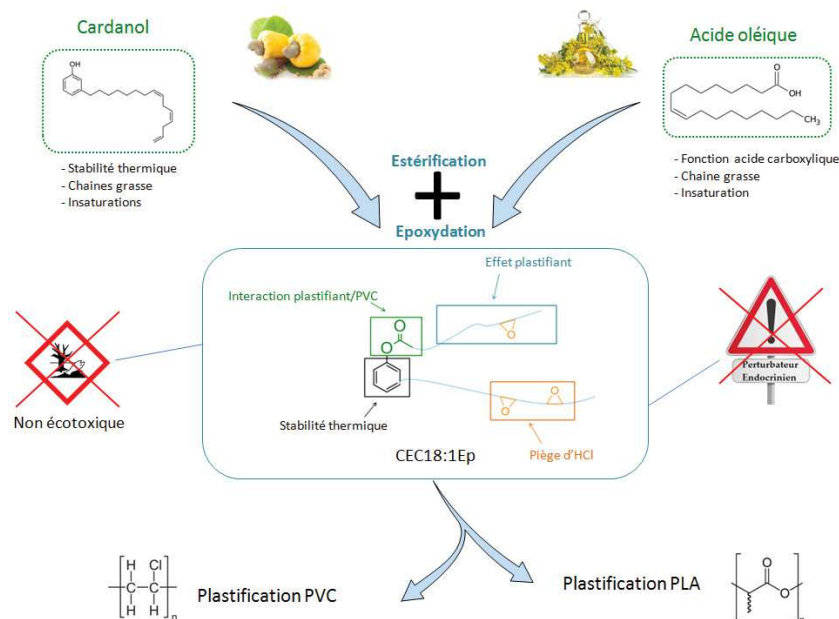 Cardanol
Acide oléique
OH
O
OH
CH3
- Stabilité thermique
- Chaines grasse
- Insaturations
- Fonction acide carboxylique
- Chaine grasse
- Insaturation
Estérification
+
Epoxydation
Effet plastifiant
Interaction plastifiant/PVC
O
O
O
O
O
Stabilité thermique
CEC18:1Ep
Piège d'HCl
Non écotoxique
Perturbateur
Endocrinien
H Cl
C C
H H
n
Plastification PVC
Plastification PLA
O
O
n